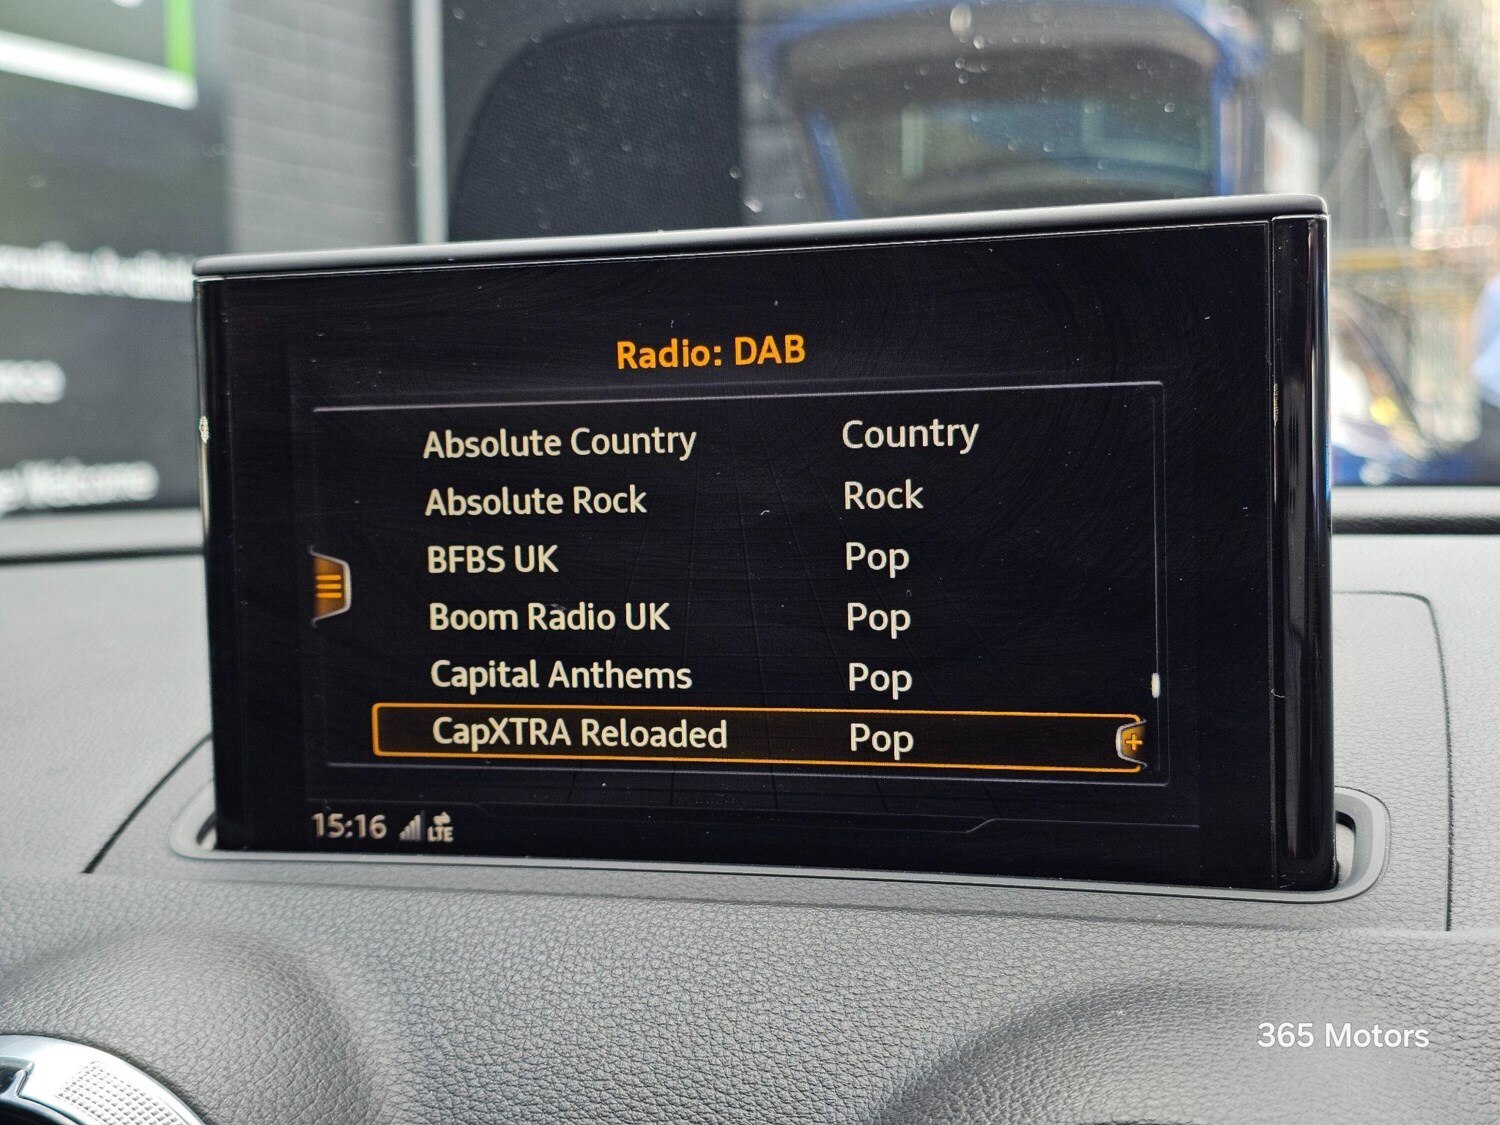 Radio: DAB
Absolute Country Country
Absolute Rock Rock
BFBS UK Pop
Boom Radio UK Pop
Capital Anthems Pop
CapXTRA Reloaded Pop
15:16 LTE
365 Motors